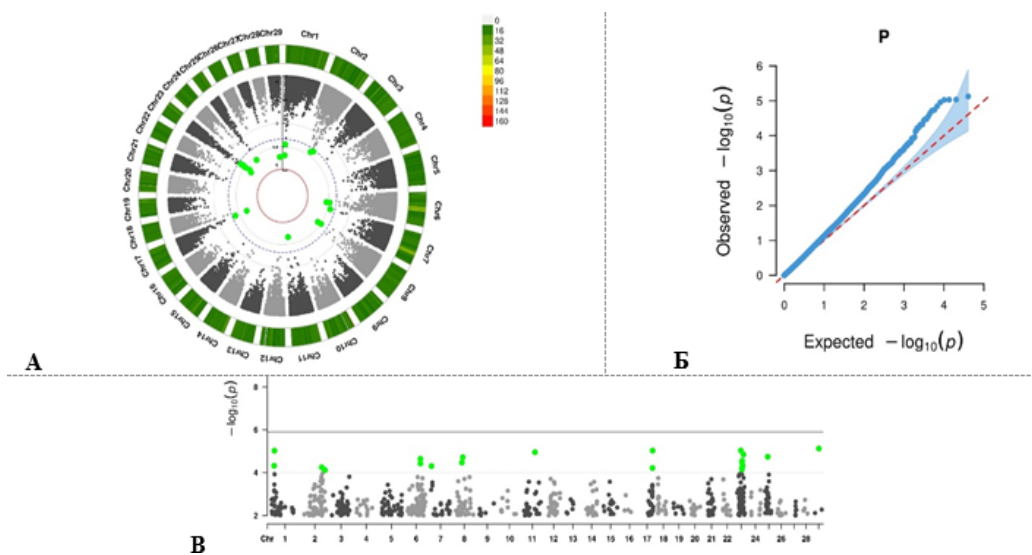 Chr1
Chr2
Chr3
Chr4
Chr5
Chr6
Chr7
Chr8
Chr9
Chr10
Chr11
Chr12
Chr13
Chr14
Chr15
Chr16
Chr17
Chr18
Chr19
Chr20
Chr21
Chr22
Chr23
Chr24
Chr25
Chr26
Chr27
Chr28
Chr29
0
16
32
48
64
80
96
112
128
144
160
А
P
Observed −log10(p)
6
5
4
3
2
1
0
0 1 2 3 4 5
Expected −log10(p)
Б
−log10(p)
8
6
4
2
Chr 1 2 3 4 5 6 7 8 9 10 11 12 13 14 15 16 17 18 19 20 21 22 24 26 28
В